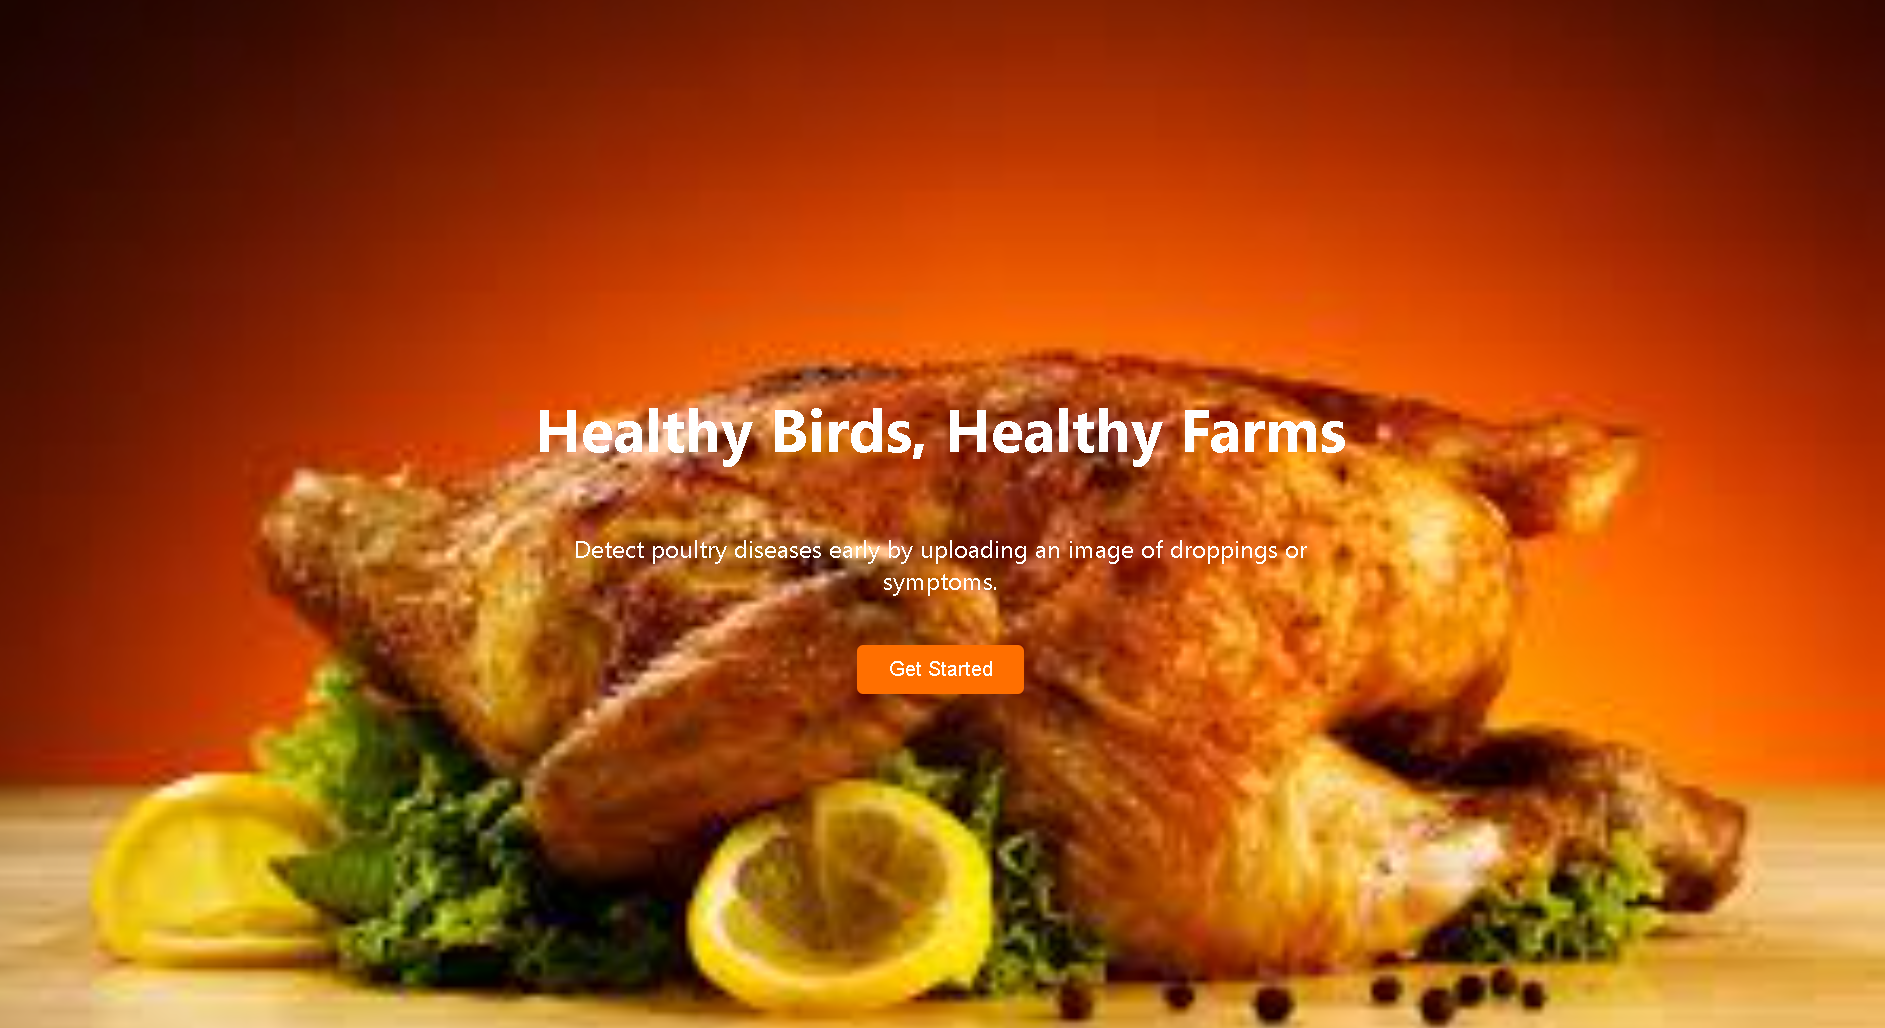 Healthy Birds, Healthy Farms
Detect poultry diseases early by uploading an image of droppings or
symptoms.
Get Started